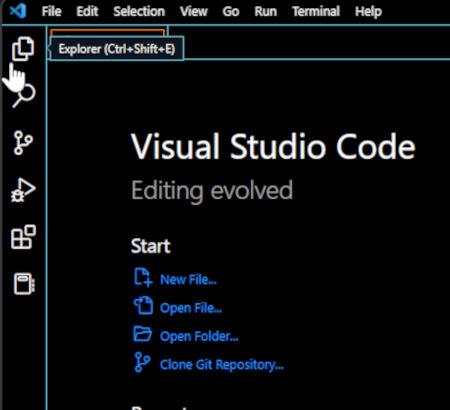 File Edit Selection View Go Run Terminal Help
Explorer (Ctrl+Shift+E)
Visual Studio Code
Editing evolved
Start
New File...
Open File...
Open Folder...
Clone Git Repository...